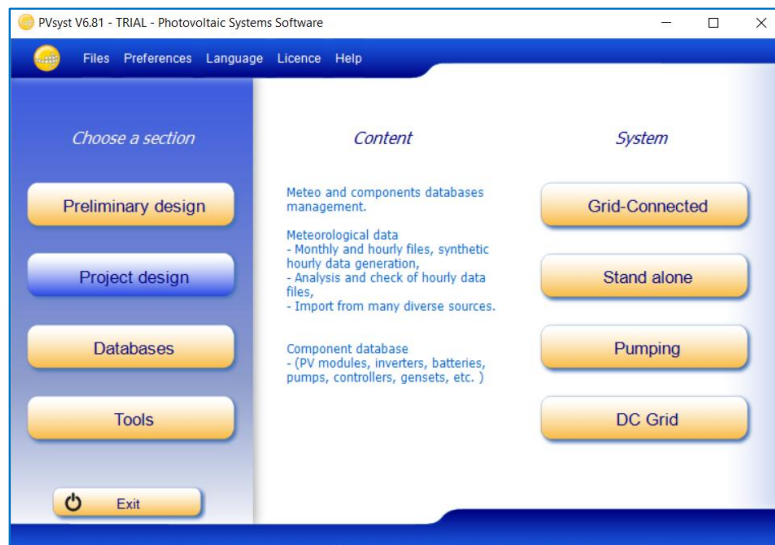 PVsyst V6.81 - TRIAL - Photovoltaic Systems Software
Files Preferences Language Licence Help
Choose a section
Preliminary design
Project design
Databases
Tools
Exit
Content
Meteo and components databases
management.
Meteorological data
- Monthly and hourly files, synthetic
hourly data generation,
- Analysis and check of hourly data
files,
- Import from many diverse sources.
Component database
- (PV modules, inverters, batteries,
pumps, controllers, gensets, etc. )
System
Grid-Connected
Stand alone
Pumping
DC Grid